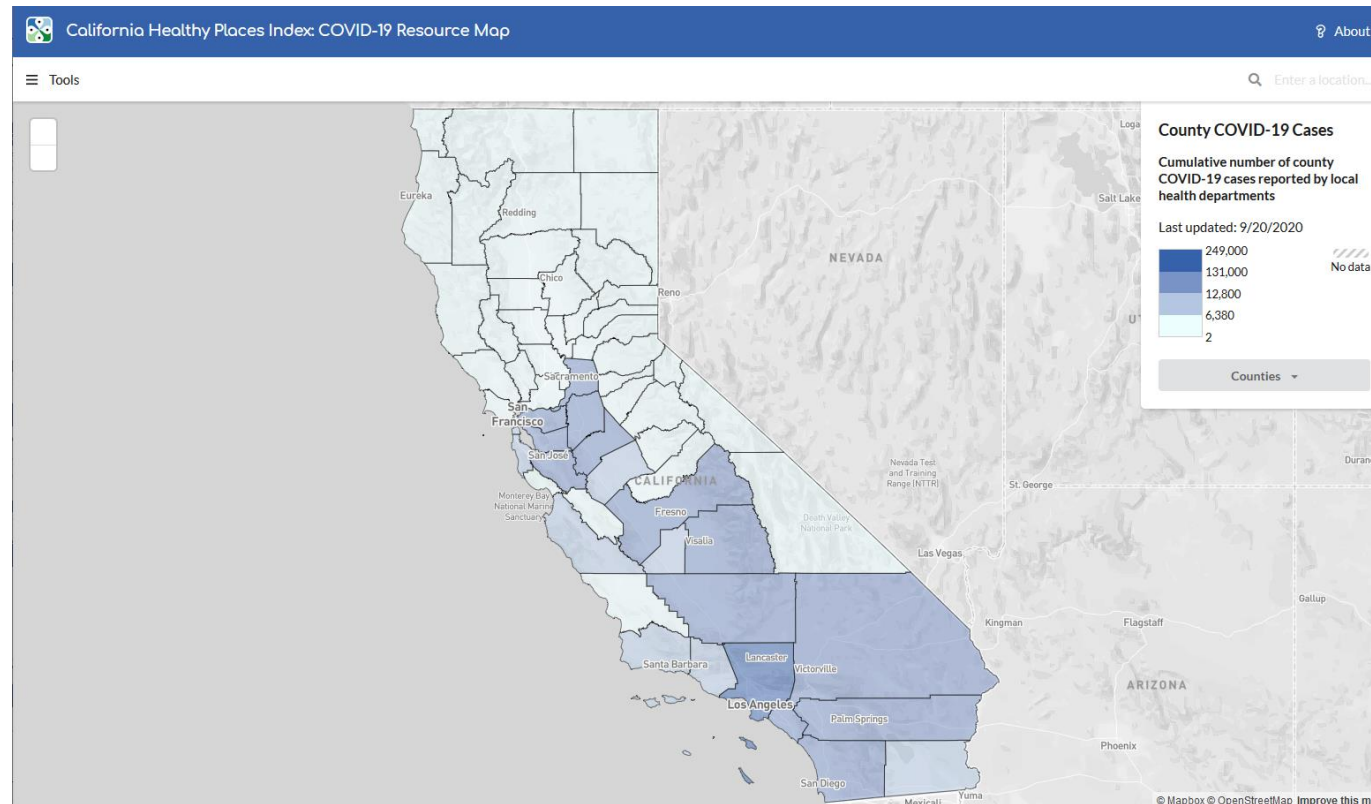 California Healthy Places Index: COVID-19 Resource Map
About
Tools
Enter a location...
County COVID-19 Cases
Cumulative number of county
COVID-19 cases reported by local
health departments
Last updated: 9/20/2020
249,000
131,000
12,800
6,380
2
No data
Counties
Eureka
Redding
Chico
Reno
NEVADA
Loga
Salt Lake
UT
Sacramento
San
Francisco
San José
CALIFORNIA
Monterey Bay
National Marine
Sanctuary
Fresno
Visalia
Death Valley
National Park
Nevada Test
and Training
Range (NTTR)
St. George
Duran
Las Vegas
Kingman
Flagstaff
Gallup
Santa Barbara
Lancaster
Victorville
Los Angeles
Palm Springs
ARIZONA
Phoenix
San Diego
Mexicali
Yuma
© Mapbox © OpenStreetMap Improve this m